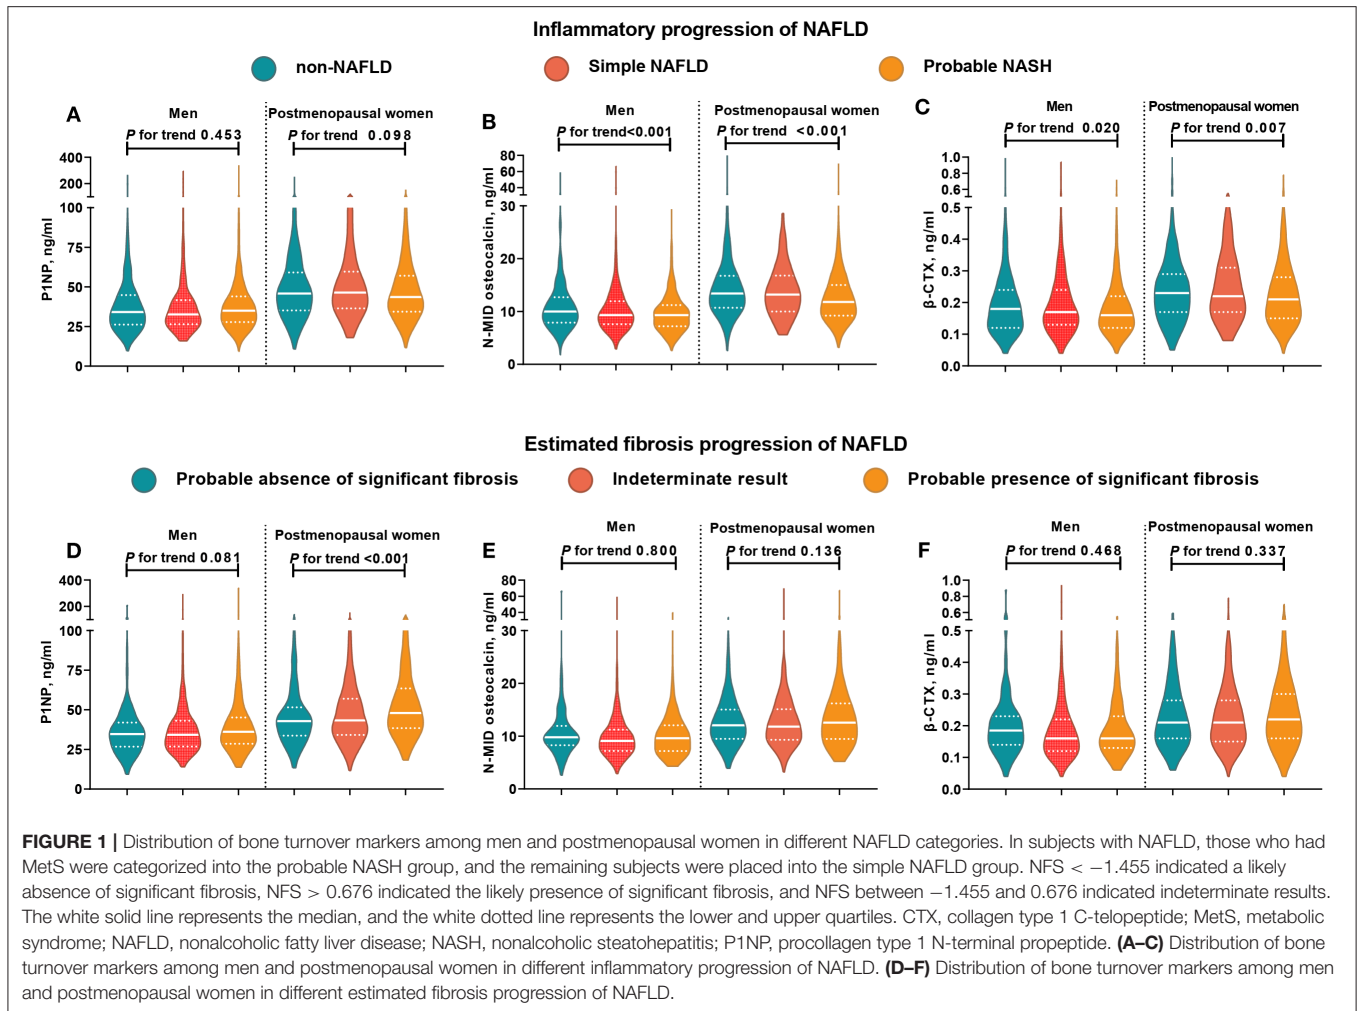 Inflammatory progression of NAFLD
non-NAFLD
Simple NAFLD
Probable NASH
A
Men
Postmenopausal women
P for trend 0.453
P for trend 0.098
P1NP, ng/ml
400
200
100
75
50
25
0
B
Men
Postmenopausal women
P for trend<0.001
P for trend <0.001
N-MID osteocalcin, ng/ml
80
60
40
30
20
10
0
C
Men
Postmenopausal women
P for trend 0.020
P for trend 0.007
β-CTX, ng/ml
1.0
0.8
0.6
0.5
0.4
0.3
0.2
0.1
0.0
Estimated fibrosis progression of NAFLD
Probable absence of significant fibrosis
Indeterminate result
Probable presence of significant fibrosis
D
Men
Postmenopausal women
P for trend 0.081
P for trend <0.001
P1NP, ng/ml
400
200
100
75
50
25
0
E
Men
Postmenopausal women
P for trend 0.800
P for trend 0.136
N-MID osteocalcin, ng/ml
80
60
40
30
20
10
0
F
Men
Postmenopausal women
P for trend 0.468
P for trend 0.337
β-CTX, ng/ml
1.0
0.8
0.6
0.5
0.4
0.3
0.2
0.1
0.0
FIGURE 1 | Distribution of bone turnover markers among men and postmenopausal women in different NAFLD categories. In subjects with NAFLD, those who had
MetS were categorized into the probable NASH group, and the remaining subjects were placed into the simple NAFLD group. NFS < −1.455 indicated a likely
absence of significant fibrosis, NFS > 0.676 indicated the likely presence of significant fibrosis, and NFS between −1.455 and 0.676 indicated indeterminate results.
The white solid line represents the median, and the white dotted line represents the lower and upper quartiles. CTX, collagen type 1 C-telopeptide; MetS, metabolic
syndrome; NAFLD, nonalcoholic fatty liver disease; NASH, nonalcoholic steatohepatitis; P1NP, procollagen type 1 N-terminal propeptide. (A–C) Distribution of bone
turnover markers among men and postmenopausal women in different inflammatory progression of NAFLD. (D–F) Distribution of bone turnover markers among men
and postmenopausal women in different estimated fibrosis progression of NAFLD.